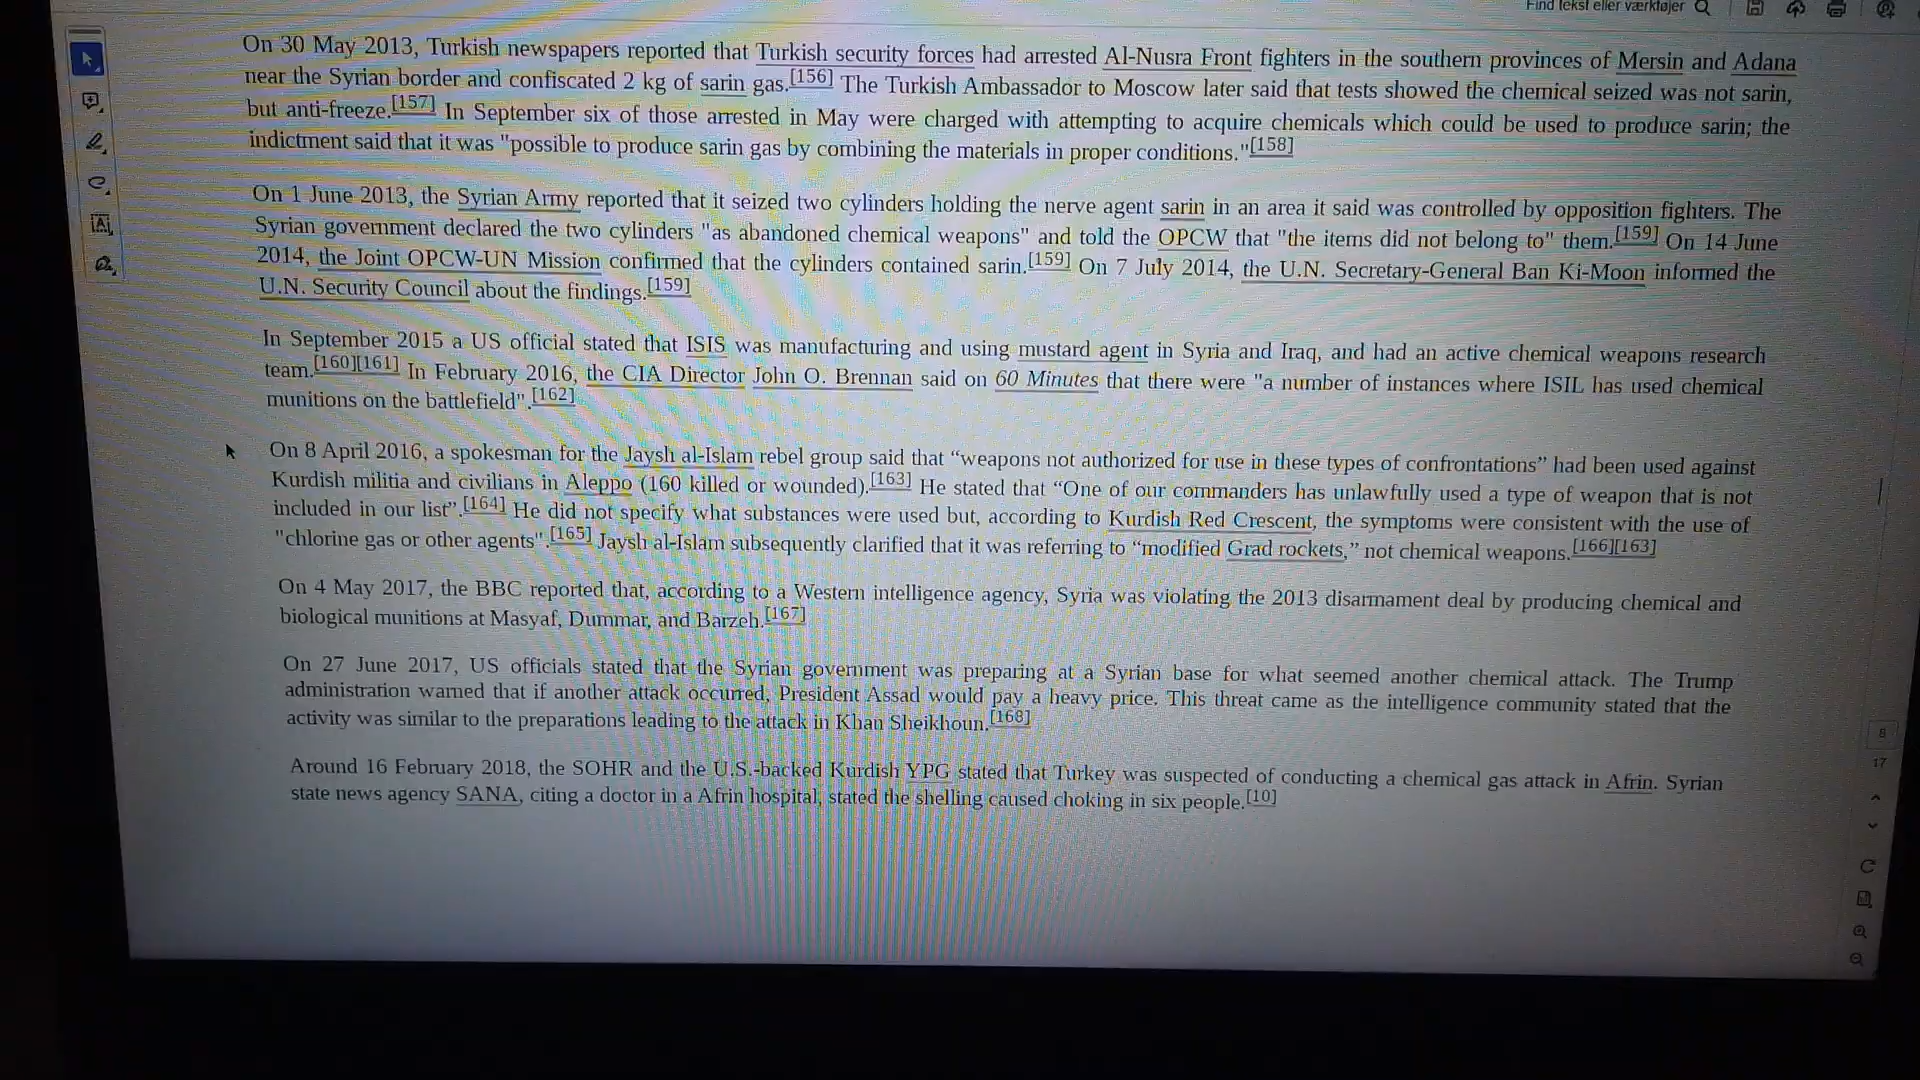 Find tekst eller værktøjer
On 30 May 2013, Turkish newspapers reported that Turkish security forces had arrested Al-Nusra Front fighters in the southern provinces of Mersin and Adana
near the Syrian border and confiscated 2 kg of sarin gas.[156] The Turkish Ambassador to Moscow later said that tests showed the chemical seized was not sarin,
but anti-freeze.[157] In September six of those arrested in May were charged with attempting to acquire chemicals which could be used to produce sarin; the
indictment said that it was "possible to produce sarin gas by combining the materials in proper conditions."[158]
On 1 June 2013, the Syrian Army reported that it seized two cylinders holding the nerve agent sarin in an area it said was controlled by opposition fighters. The
Syrian government declared the two cylinders "as abandoned chemical weapons" and told the OPCW that "the items did not belong to" them.[159] On 14 June
2014, the Joint OPCW-UN Mission confirmed that the cylinders contained sarin.[159] On 7 July 2014, the U.N. Secretary-General Ban Ki-Moon informed the
U.N. Security Council about the findings.[159]
In September 2015 a US official stated that ISIS was manufacturing and using mustard agent in Syria and Iraq, and had an active chemical weapons research
team.[160][161] In February 2016, the CIA Director John O. Brennan said on 60 Minutes that there were "a number of instances where ISIL has used chemical
munitions on the battlefield".[162]
On 8 April 2016, a spokesman for the Jaysh al-Islam rebel group said that “weapons not authorized for use in these types of confrontations” had been used against
Kurdish militia and civilians in Aleppo (160 killed or wounded).[163] He stated that “One of our commanders has unlawfully used a type of weapon that is not
included in our list”.[164] He did not specify what substances were used but, according to Kurdish Red Crescent, the symptoms were consistent with the use of
"chlorine gas or other agents".[165] Jaysh al-Islam subsequently clarified that it was referring to “modified Grad rockets,” not chemical weapons.[166][163]
On 4 May 2017, the BBC reported that, according to a Western intelligence agency, Syria was violating the 2013 disarmament deal by producing chemical and
biological munitions at Masyaf, Dummar, and Barzeh.[167]
On 27 June 2017, US officials stated that the Syrian government was preparing at a Syrian base for what seemed another chemical attack. The Trump
administration warned that if another attack occurred, President Assad would pay a heavy price. This threat came as the intelligence community stated that the
activity was similar to the preparations leading to the attack in Khan Sheikhoun.[168]
Around 16 February 2018, the SOHR and the U.S.-backed Kurdish YPG stated that Turkey was suspected of conducting a chemical gas attack in Afrin. Syrian
state news agency SANA, citing a doctor in a Afrin hospital, stated the shelling caused choking in six people.[10]
8
17